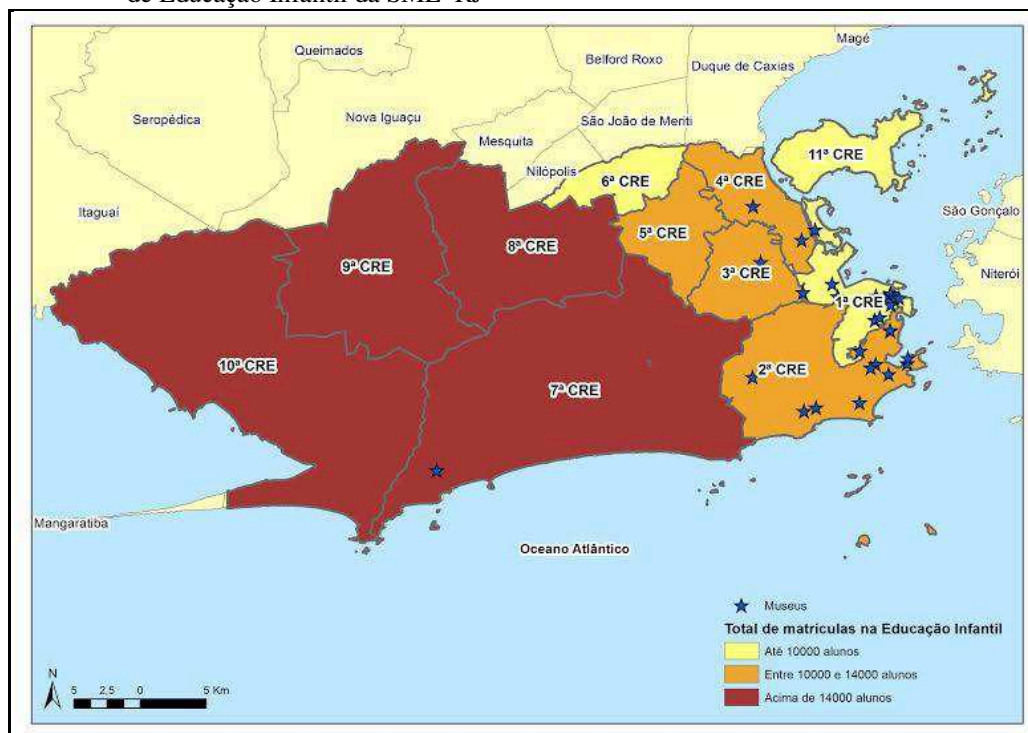 de Educação Infantil da SME-RJ
Magé
Queimados
Belford Roxo
Duque de Caxias
Seropédica
Nova Iguaçu
São João de Meriti
Mesquita
11ª CRE
Nilópolis
6ª CRE
4ª CRE
Itaguaí
São Gonçalo
5ª CRE
8ª CRE
9ª CRE
3ª CRE
Niterói
1ª CRE
10ª CRE
2ª CRE
7ª CRE
Mangaratiba
Oceano Atlântico
Museus
Total de matrículas na Educação Infantil
Até 10000 alunos
Entre 10000 e 14000 alunos
Acima de 14000 alunos
N
5 2,5 0 5 Km